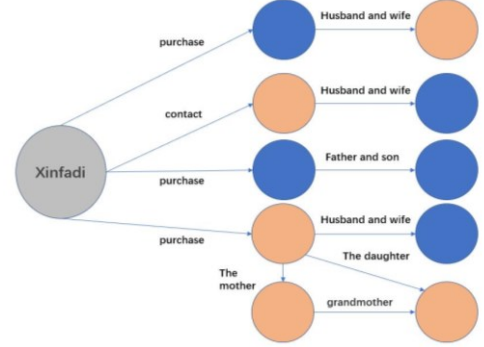 Husband and wife
purchase
Husband and wife
contact
Xinfadi
Father and son
purchase
Husband and wife
purchase
The daughter
The
mother
grandmother